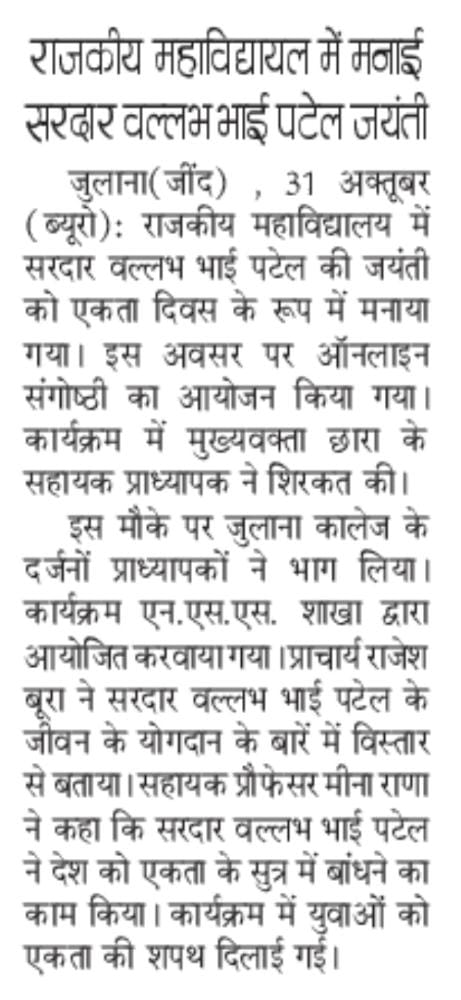 राजकीय महाविद्यायल में मनाई
सरदार वल्लभ भाई पटेल जयंती
जुलाना(जींद) , 31 अक्तूबर
(ब्यूरो): राजकीय महाविद्यालय में
सरदार वल्लभ भाई पटेल की जयंती
को एकता दिवस के रूप में मनाया
गया। इस अवसर पर ऑनलाइन
संगोष्ठी का आयोजन किया गया।
कार्यक्रम में मुख्यवक्ता छारा के
सहायक प्राध्यापक ने शिरकत की।
इस मौके पर जुलाना कालेज के
दर्जनों प्राध्यापकों ने भाग लिया।
कार्यक्रम एन.एस.एस. शाखा द्वारा
आयोजित करवाया गया।प्राचार्य राजेश
बूरा ने सरदार वल्लभ भाई पटेल के
जीवन के योगदान के बारें में विस्तार
से बताया।सहायक प्रौफेसर मीना राणा
ने कहा कि सरदार वल्लभ भाई पटेल
ने देश को एकता के सुत्र में बांधने का
काम किया। कार्यक्रम में युवाओं को
एकता की शपथ दिलाई गई।